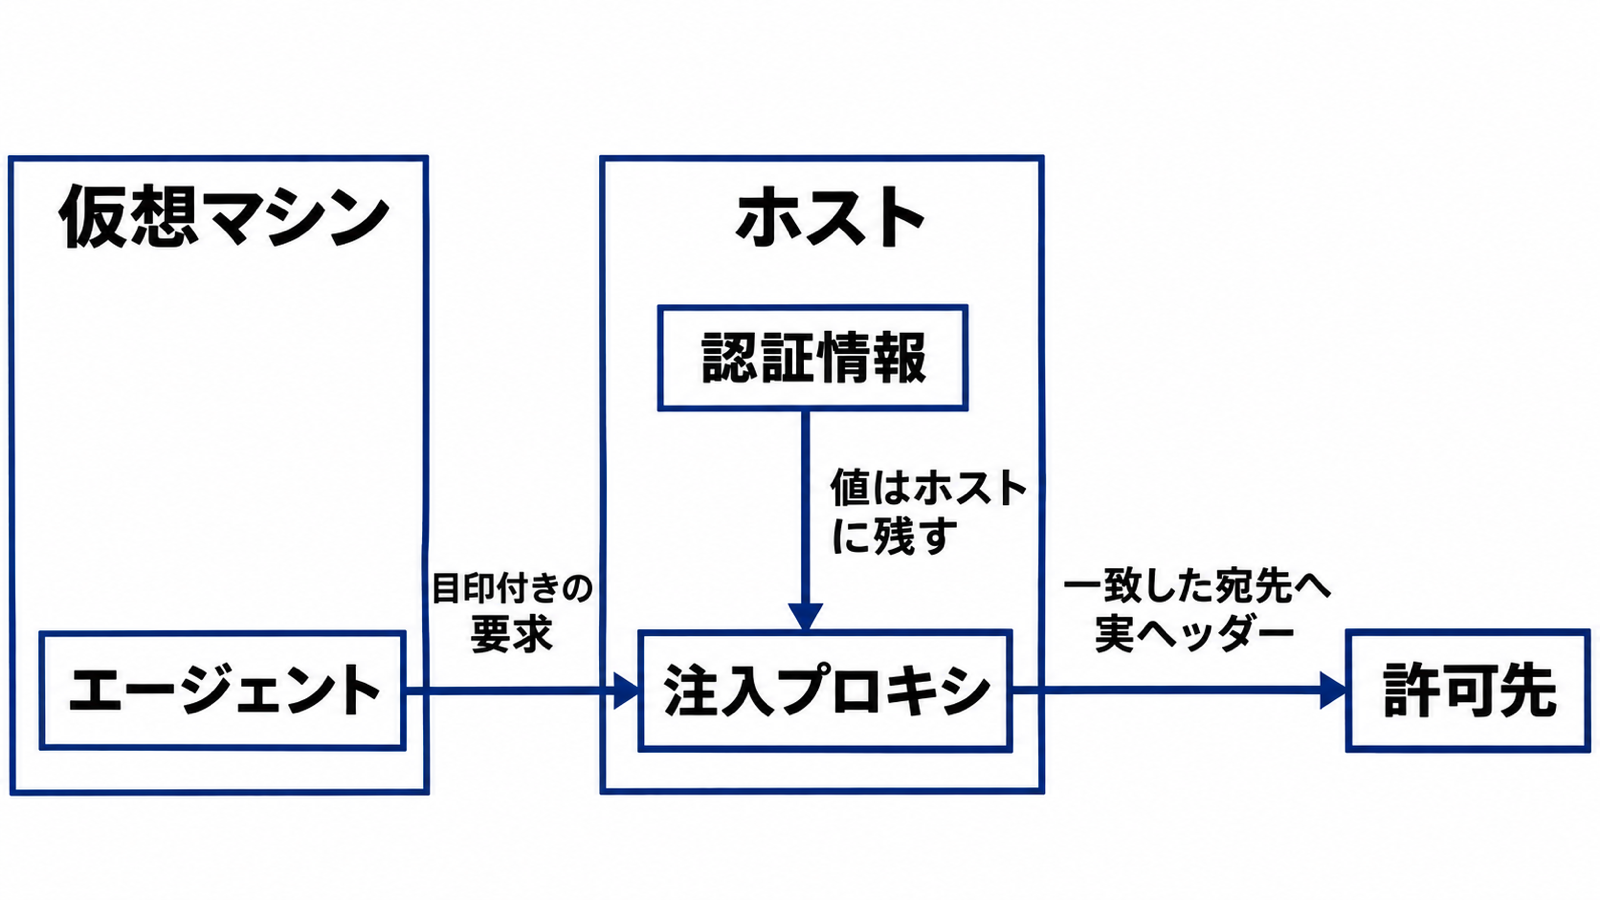 仮想マシン
ホスト
認証情報
値はホスト
に残す
目印付きの
要求
一致した宛先へ
実ヘッダー
エージェント
注入プロキシ
許可先